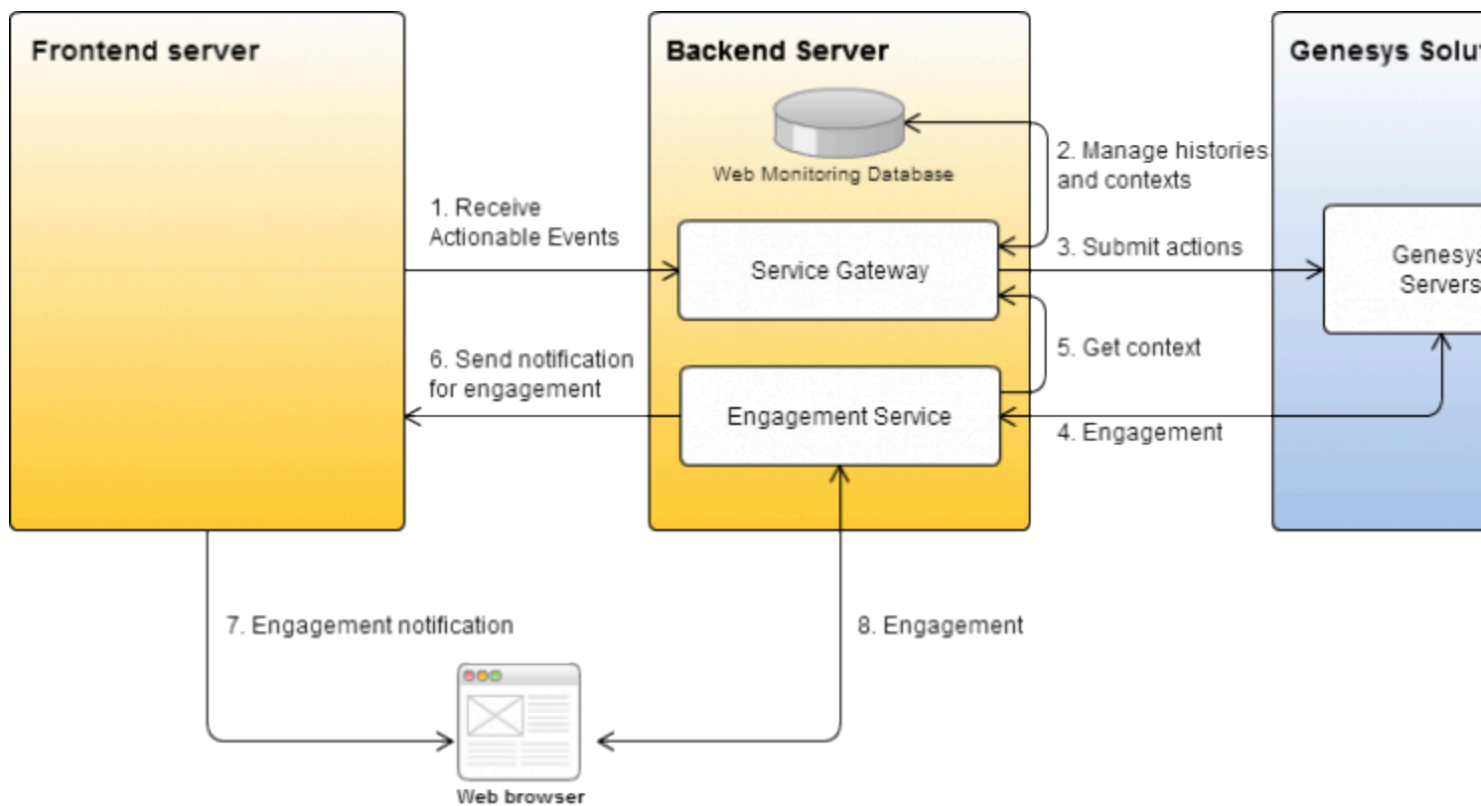 Frontend server
Backend Server
Genesys Solu
Web Monitoring Database
2. Manage histories
and contexts
1. Receive
Actionable Events
Service Gateway
3. Submit actions
Genesys
Servers
5. Get context
6. Send notification
for engagement
Engagement Service
4. Engagement
7. Engagement notification
8. Engagement
Web browser